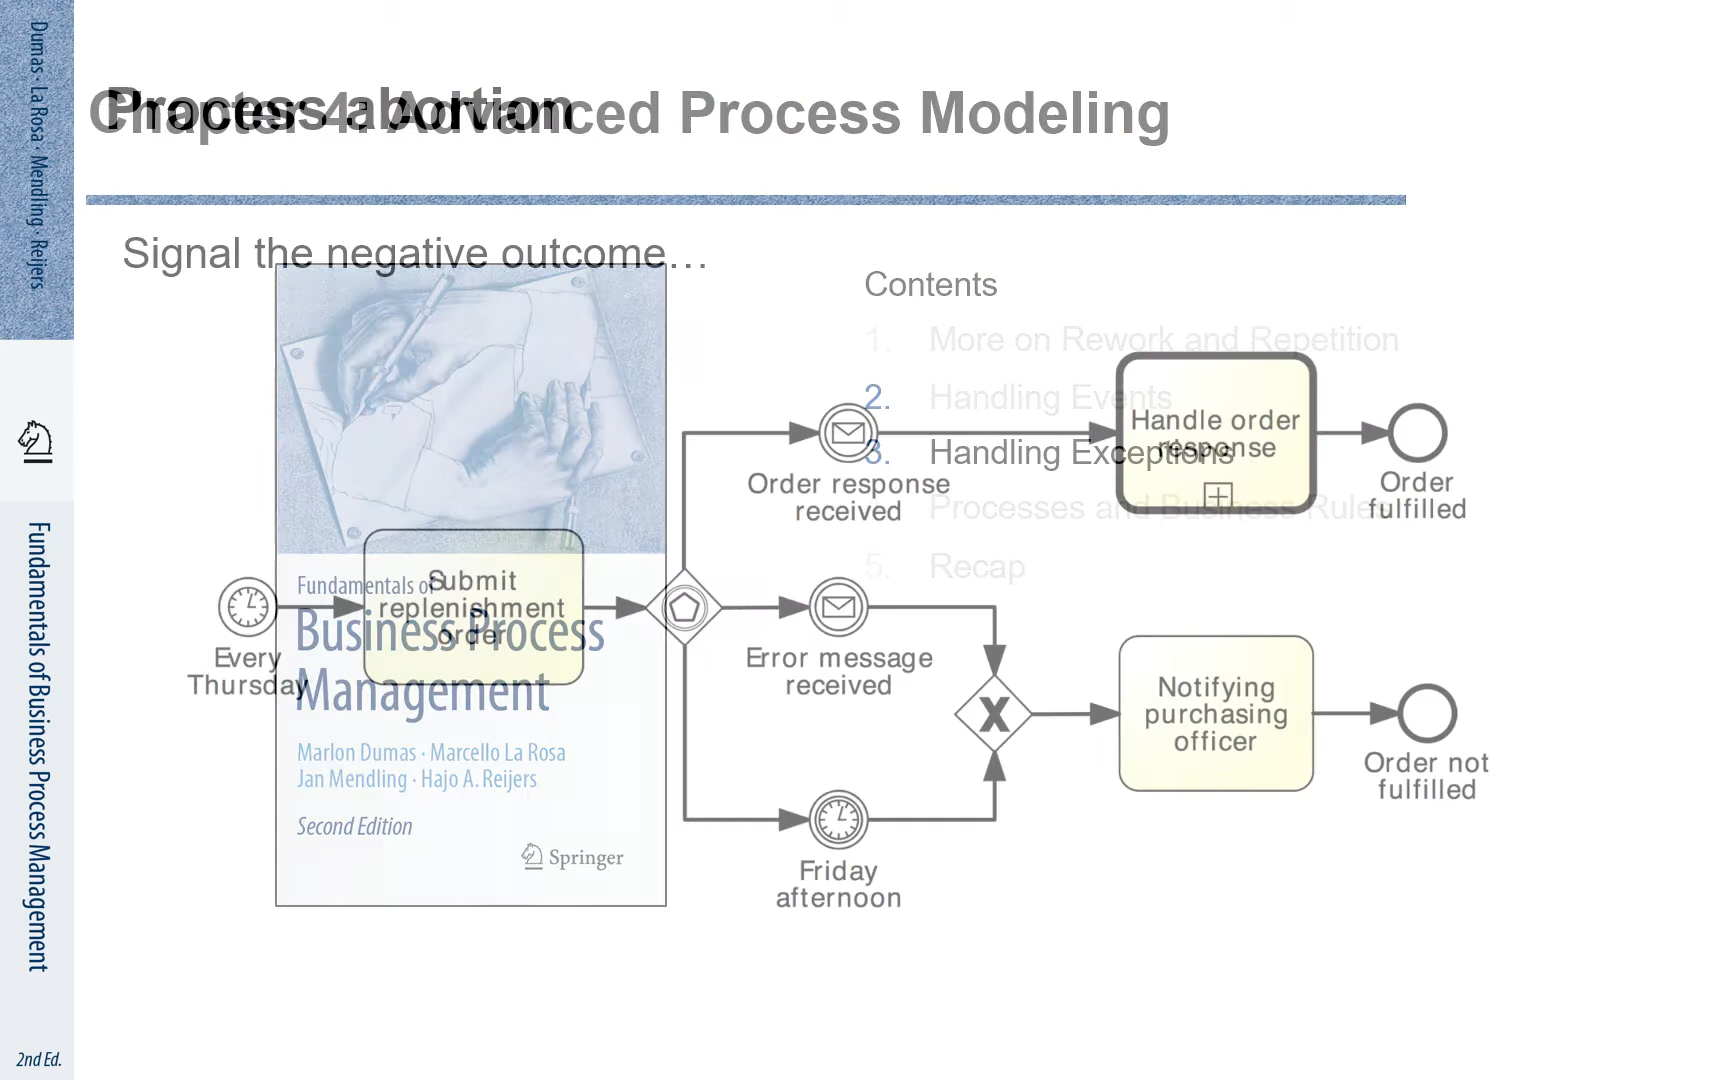 Dumas · La Rosa · Mendling · Reijers
Fundamentals of Business Process Management
2nd Ed.
Process abortion
Chapter 4: Advanced Process Modeling
Signal the negative outcome…
Contents
1. More on Rework and Repetition
2. Handling Events
3. Handling Exceptions
Processes and Business Rules
5. Recap
Fundamentals of
Business Process
Management
Marlon Dumas · Marcello La Rosa
Jan Mendling · Hajo A. Reijers
Second Edition
Springer
Every
Thursday
Submit
replenishment
order
Order response
received
Handle order
response
Order
fulfilled
Error message
received
Friday
afternoon
X
Notifying
purchasing
officer
Order not
fulfilled